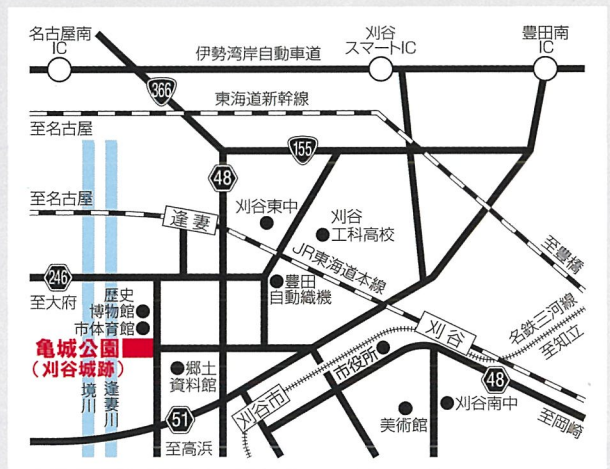 名古屋南
IC
伊勢湾岸自動車道
刈谷
スマートIC
豊田南
IC
366
東海道新幹線
至名古屋
155
48
至名古屋
逢妻
刈谷東中
刈谷
工科高校
JR東海道本線
至豊橋
246
至大府
歴史
博物館
市体育館
豊田
自動織機
亀城公園
(刈谷城跡)
境川
逢妻川
郷土
資料館
51
至高浜
刈谷市
市役所
刈谷
名鉄三河線
至知立
48
至岡崎
美術館
刈谷南中